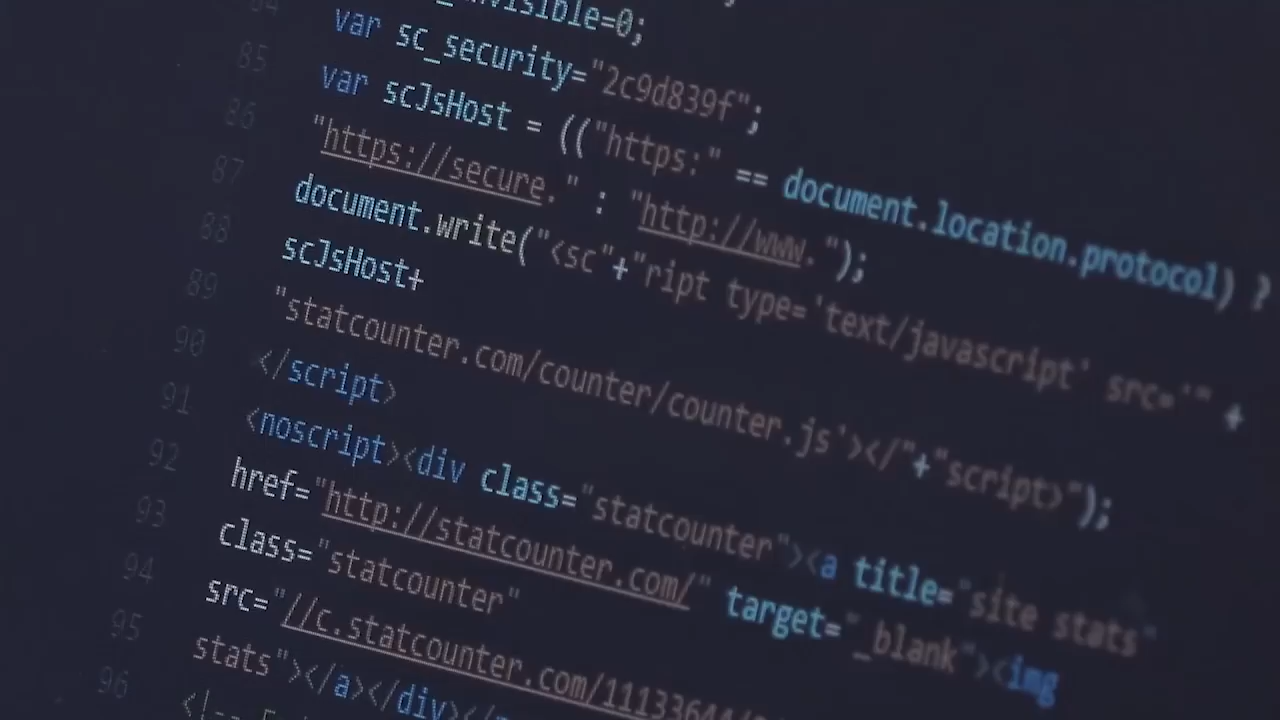 84
invisible=0;
85 var sc_security="2c9d839f";
86 var scJsHost = (("https:" == document.location.protocol) ?
87 "https://secure." : "http://www.");
88 document.write("<sc"+"ript type='text/javascript' src='" +
89 scJsHost+
90 "statcounter.com/counter/counter.js'></"+"script>");
91 </script>
92 <noscript><div class="statcounter"><a title="site stats"
93 href="http://statcounter.com/" target="_blank"><img
94 class="statcounter"
95 src="//c.statcounter.com/11133644/
96 stats"></a></div></
<!--